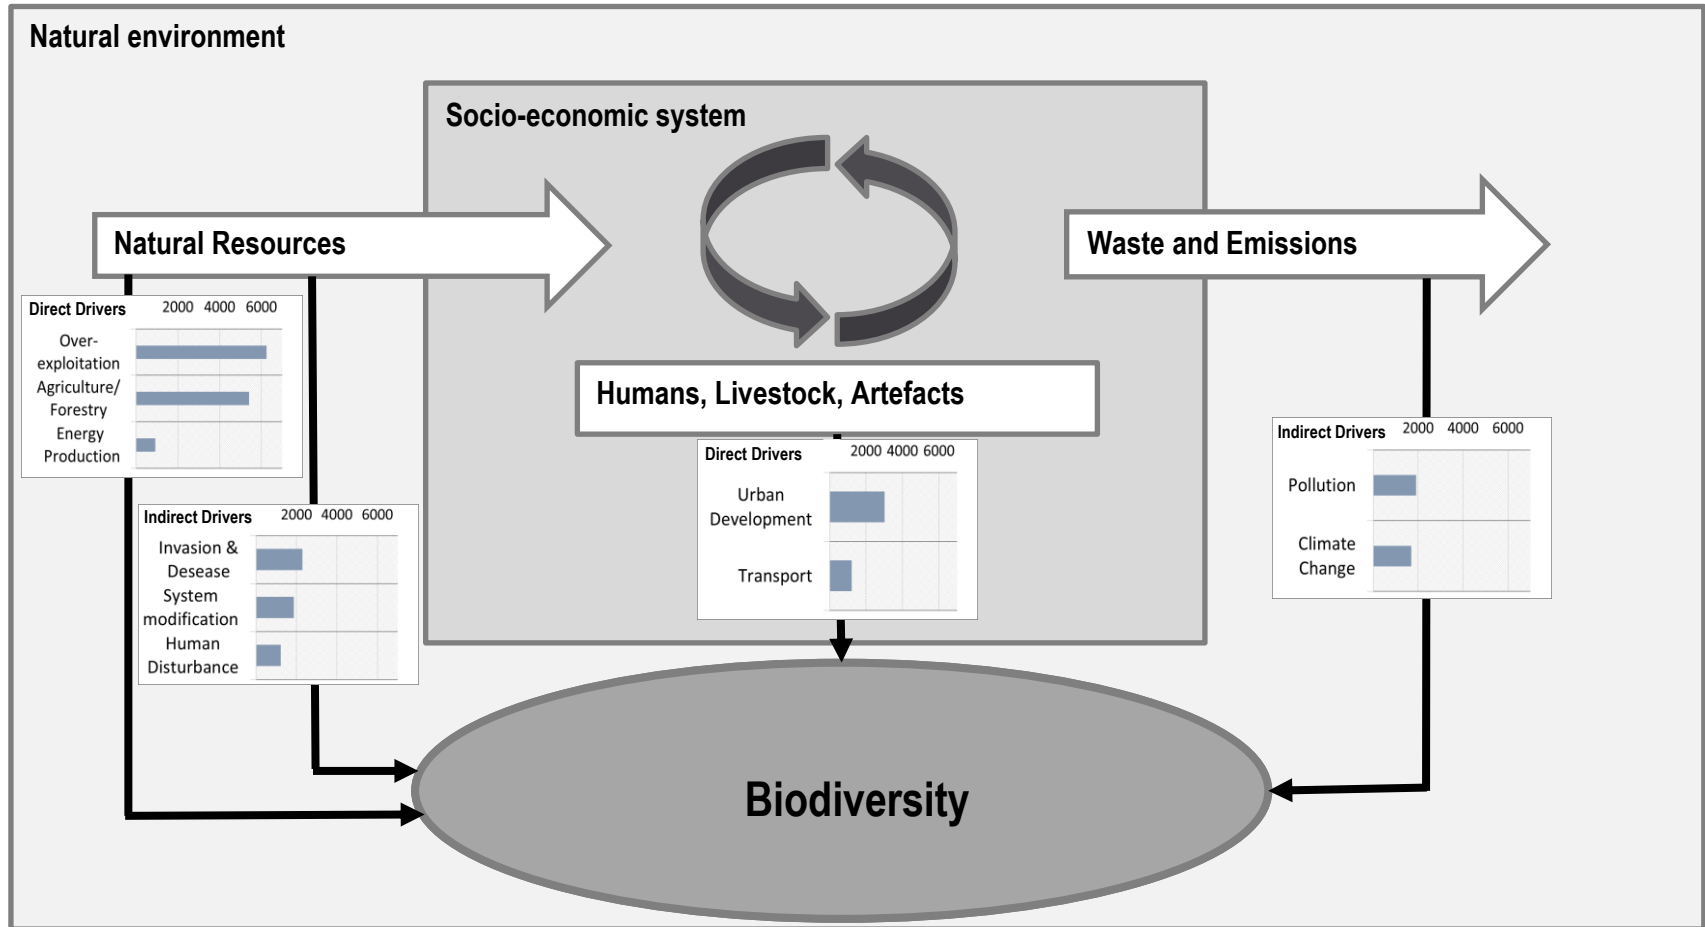 Natural environment
Socio-economic system
Natural Resources
Waste and Emissions
Humans, Livestock, Artefacts
Direct Drivers 2000 4000 6000
Over-
exploitation
Agriculture/
Forestry
Energy
Production
Indirect Drivers 2000 4000 6000
Invasion &
Desease
System
modification
Human
Disturbance
Direct Drivers 2000 4000 6000
Urban
Development
Transport
Indirect Drivers 2000 4000 6000
Pollution
Climate
Change
Biodiversity